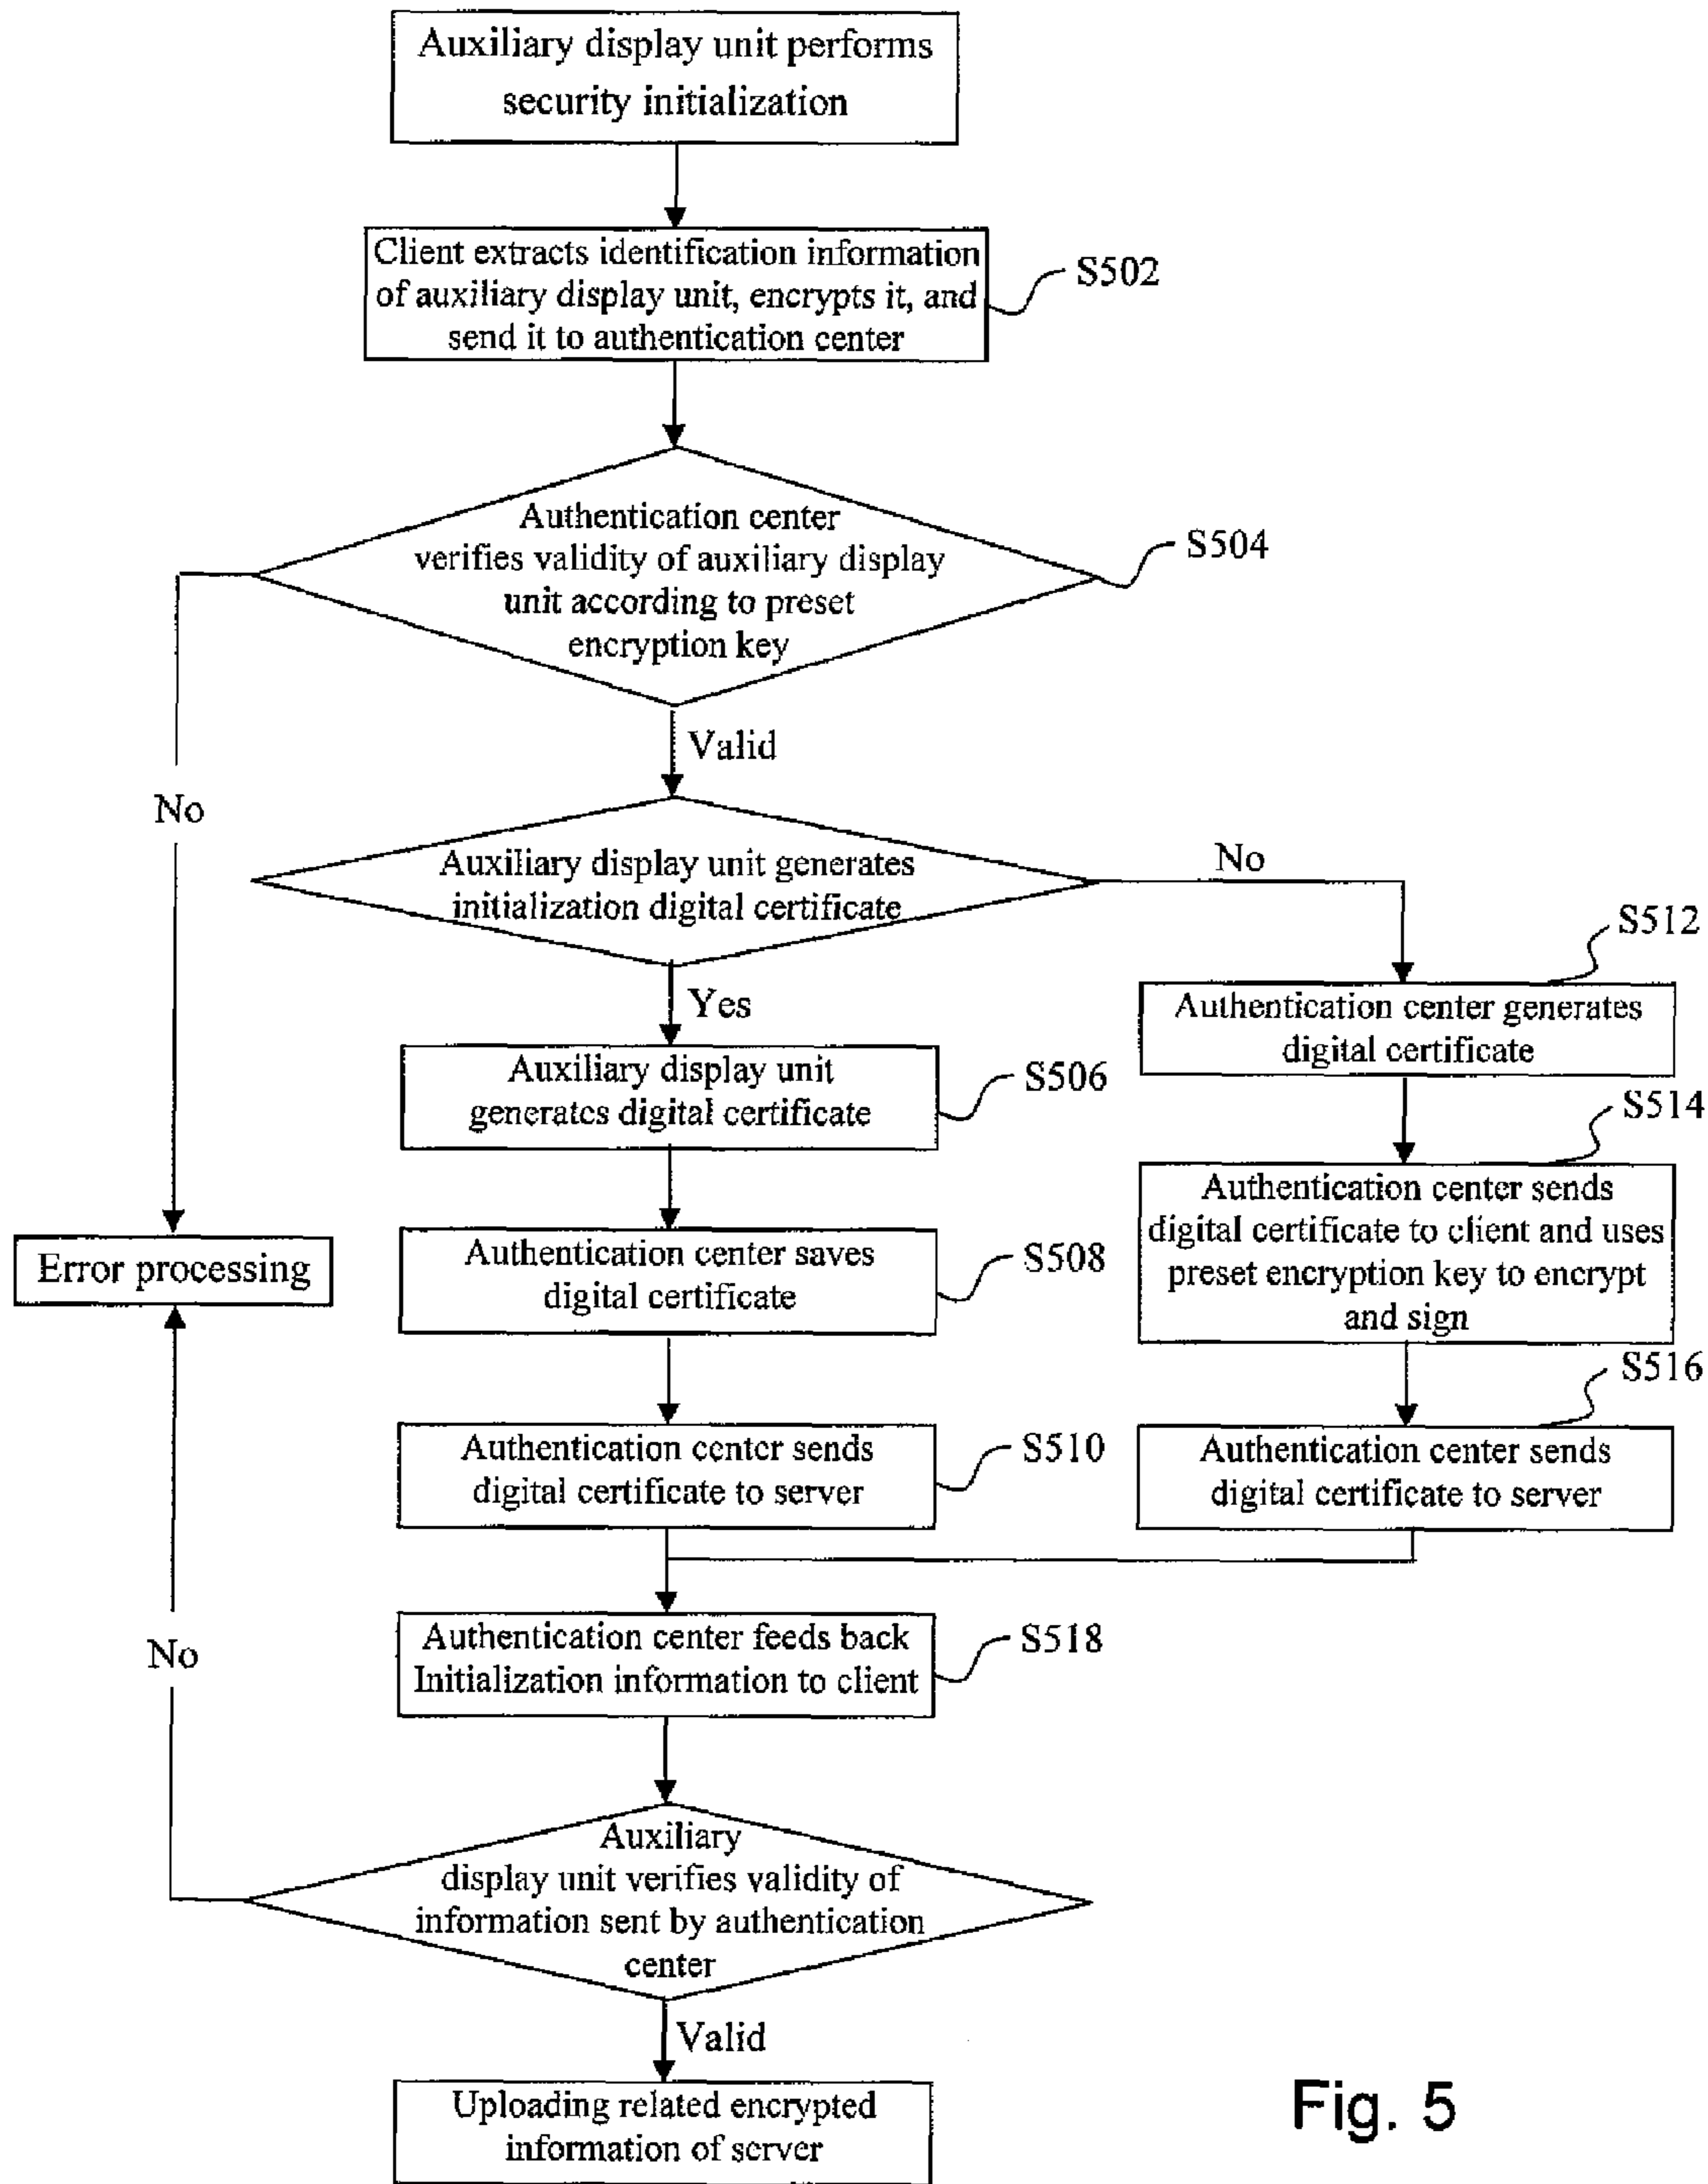 Auxiliary display unit performs
security initialization
Client extracts identification information
of auxiliary display unit, encrypts it, and
send it to authentication center
S502
Authentication center
verifies validity of auxiliary display
unit according to preset
encryption key
S504
Valid
No
Auxiliary display unit generates
initialization digital certificate
No
Yes
S512
Authentication center generates
digital certificate
Auxiliary display unit
generates digital certificate
S506
S514
Authentication center sends
digital certificate to client and uses
preset encryption key to encrypt
and sign
Authentication center saves
digital certificate
S508
Error processing
S516
Authentication center sends
digital certificate to server
S510
Authentication center sends
digital certificate to server
Authentication center feeds back
Initialization information to client
S518
No
Auxiliary
display unit verifies validity of
information sent by authentication
center
Valid
Uploading related encrypted
information of server
Fig. 5